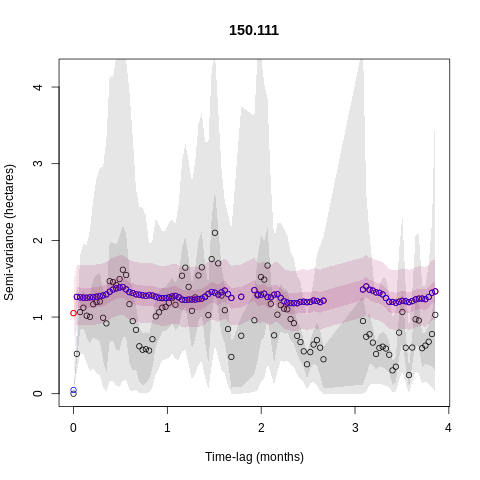 150.111
Semi-variance (hectares)
4
3
2
1
0
0 1 2 3 4
Time-lag (months)